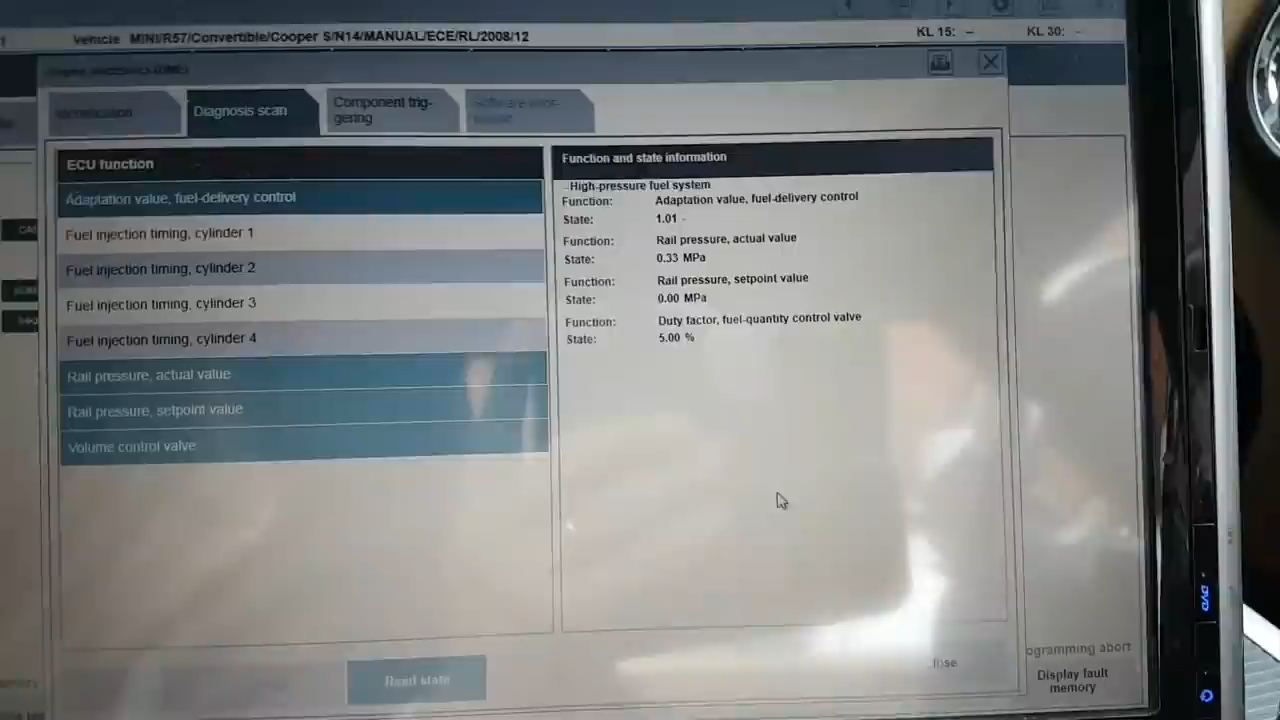 Vehicle MINI/R57/Convertible/Cooper S/N14/MANUAL/ECE/RL/2008/12
KL 15: -
KL 30: -
Diagnosis scan
Component trig-
gering
ECU function
Adaptation value, fuel-delivery control
Fuel injection timing, cylinder 1
Fuel injection timing, cylinder 2
Fuel injection timing, cylinder 3
Fuel injection timing, cylinder 4
Rail pressure, actual value
Rail pressure, setpoint value
Volume control valve
Function and state information
High-pressure fuel system
Function: Adaptation value, fuel-delivery control
State: 1.01 -
Function: Rail pressure, actual value
State: 0.33 MPa
Function: Rail pressure, setpoint value
State: 0.00 MPa
Function: Duty factor, fuel-quantity control valve
State: 5.00 %
Read state
ogramming abort
Display fault
memory
DVD